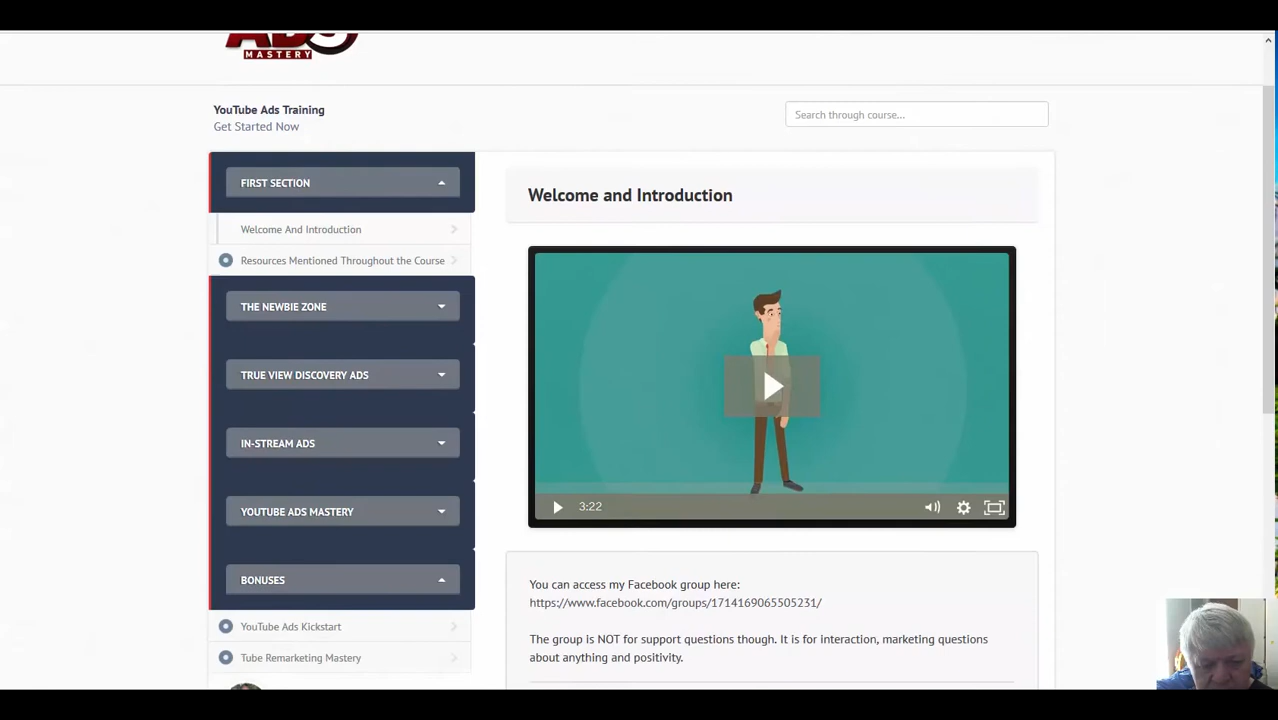 ADS
MASTERY
YouTube Ads Training
Get Started Now
Search through course...
FIRST SECTION
Welcome And Introduction
Resources Mentioned Throughout the Course
THE NEWBIE ZONE
TRUE VIEW DISCOVERY ADS
IN-STREAM ADS
YOUTUBE ADS MASTERY
BONUSES
YouTube Ads Kickstart
Tube Remarketing Mastery
Welcome and Introduction
3:22
You can access my Facebook group here:
https://www.facebook.com/groups/1714169065505231/
The group is NOT for support questions though. It is for interaction, marketing questions
about anything and positivity.